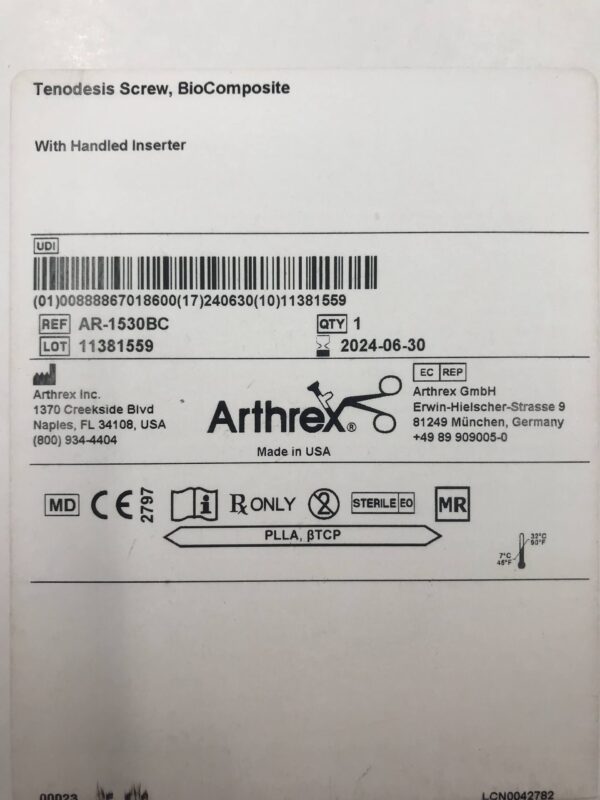 Tenodesis Screw, BioComposite
With Handled Inserter
UDI
(01)00888867018600(17)240630(10)11381559
REF AR-1530BC QTY 1
LOT 11381559 2024-06-30
Arthrex Inc.
1370 Creekside Blvd
Naples, FL 34108, USA
(800) 934-4404
Arthrex®
Made in USA
EC REP
Arthrex GmbH
Erwin-Hielscher-Strasse 9
81249 München, Germany
+49 89 909005-0
MD CE 2797 i Rx ONLY 2 STERILE EO MR
PLLA, βTCP
32°C
90°F
7°C
45°F
00023
LCN0042782